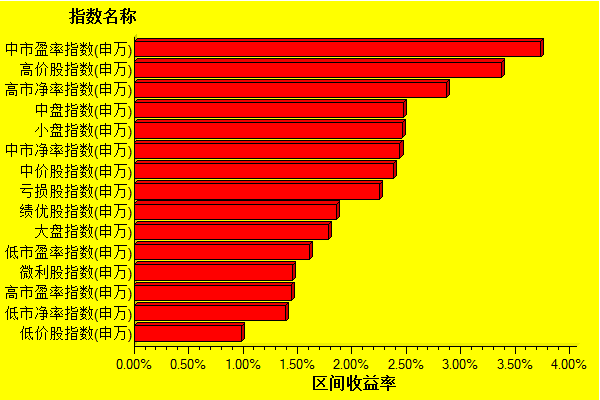 指数名称
中市盈率指数(申万)
高价股指数(申万)
高市净率指数(申万)
中盘指数(申万)
小盘指数(申万)
中市净率指数(申万)
中价股指数(申万)
亏损股指数(申万)
绩优股指数(申万)
大盘指数(申万)
低市盈率指数(申万)
微利股指数(申万)
高市盈率指数(申万)
低市净率指数(申万)
低价股指数(申万)
0.00% 0.50% 1.00% 1.50% 2.00% 2.50% 3.00% 3.50% 4.00%
区间收益率